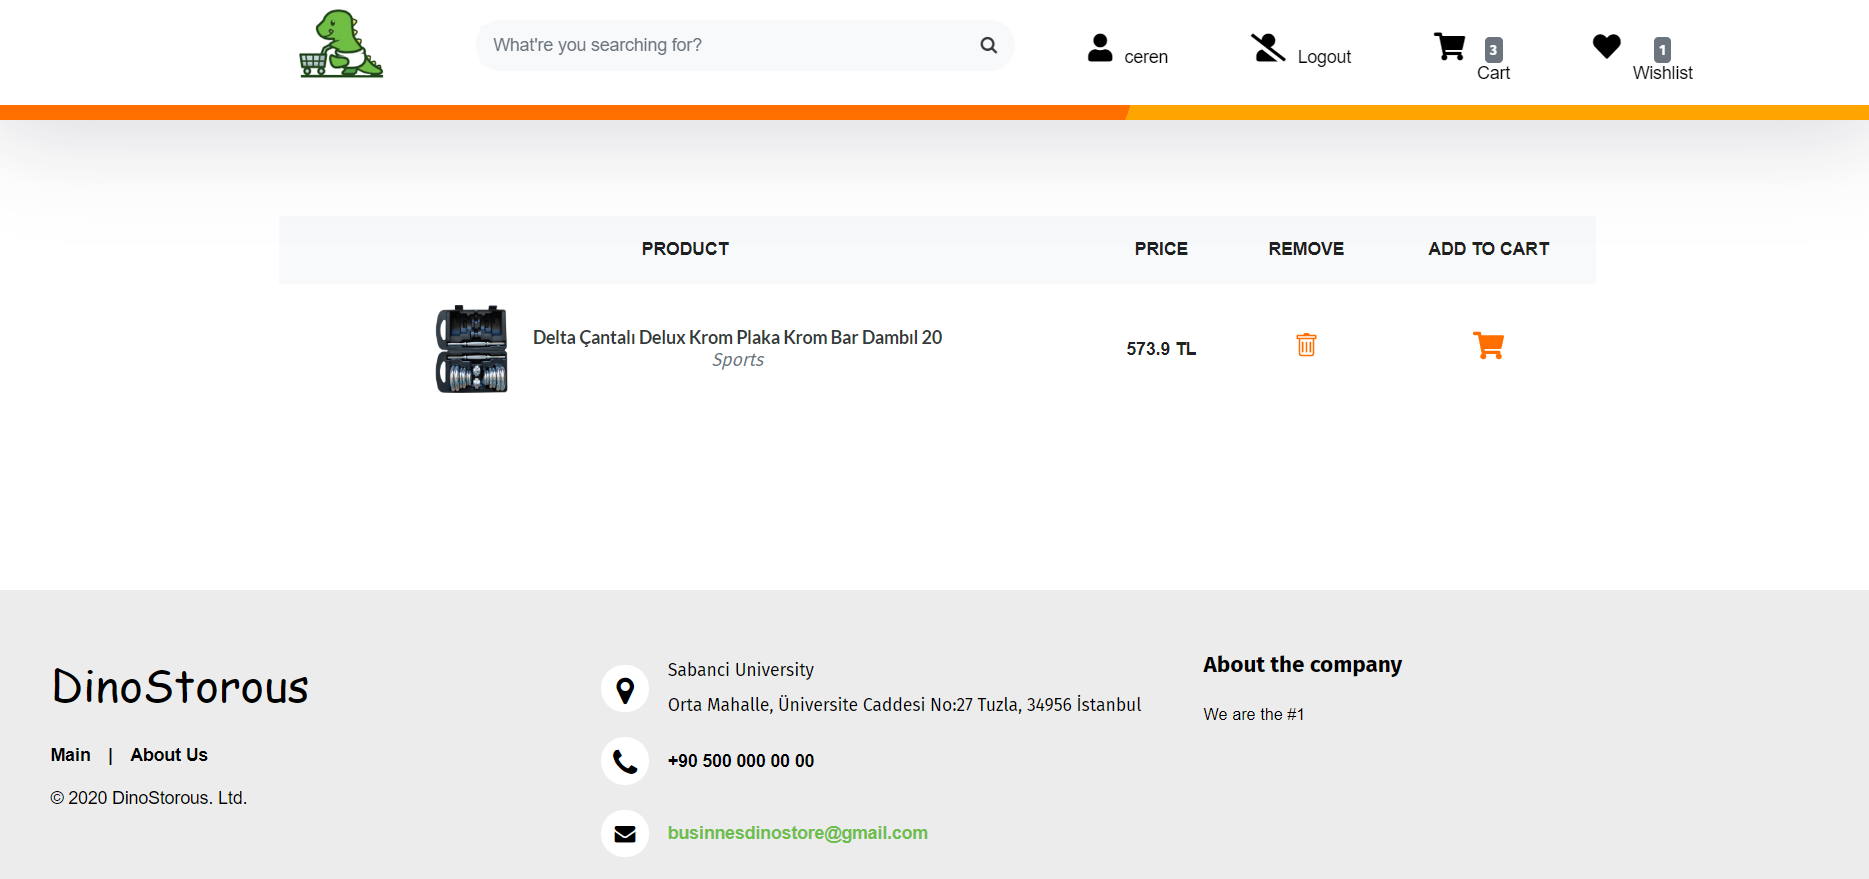 What're you searching for?
ceren
Logout
3
Cart
1
Wishlist
PRODUCT PRICE REMOVE ADD TO CART
Delta Çantalı Delux Krom Plaka Krom Bar Dambıl 20
Sports
573.9 TL
DinoStorous
Main | About Us
© 2020 DinoStorous. Ltd.
Sabanci University
Orta Mahalle, Üniversite Caddesi No:27 Tuzla, 34956 İstanbul
+90 500 000 00 00
businnesdinostore@gmail.com
About the company
We are the #1